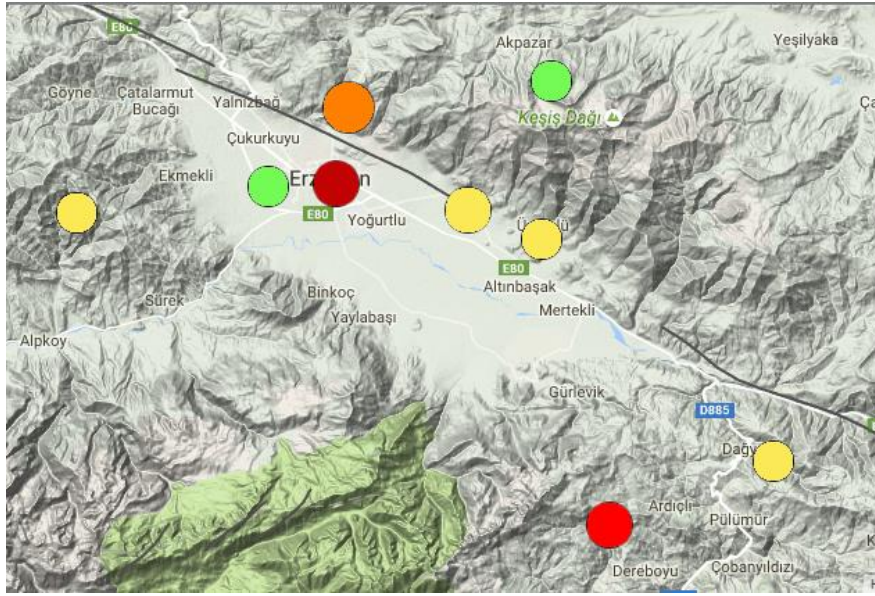 E80
Akpazar
Yeşilyaka
Göyne
Çatalarmut
Bucağı
Yalnızbağ
Keşiş Dağı
Çukurkuyu
Ekmekli
E80
Yoğurtlu
E80
Altınbaşak
Binkoç
Sürek
Mertekli
Yaylabaşı
Alpkoy
Gürlevik
D885
Ardıçlı
Pülümür
Dereboyu
Çobanyıldızı